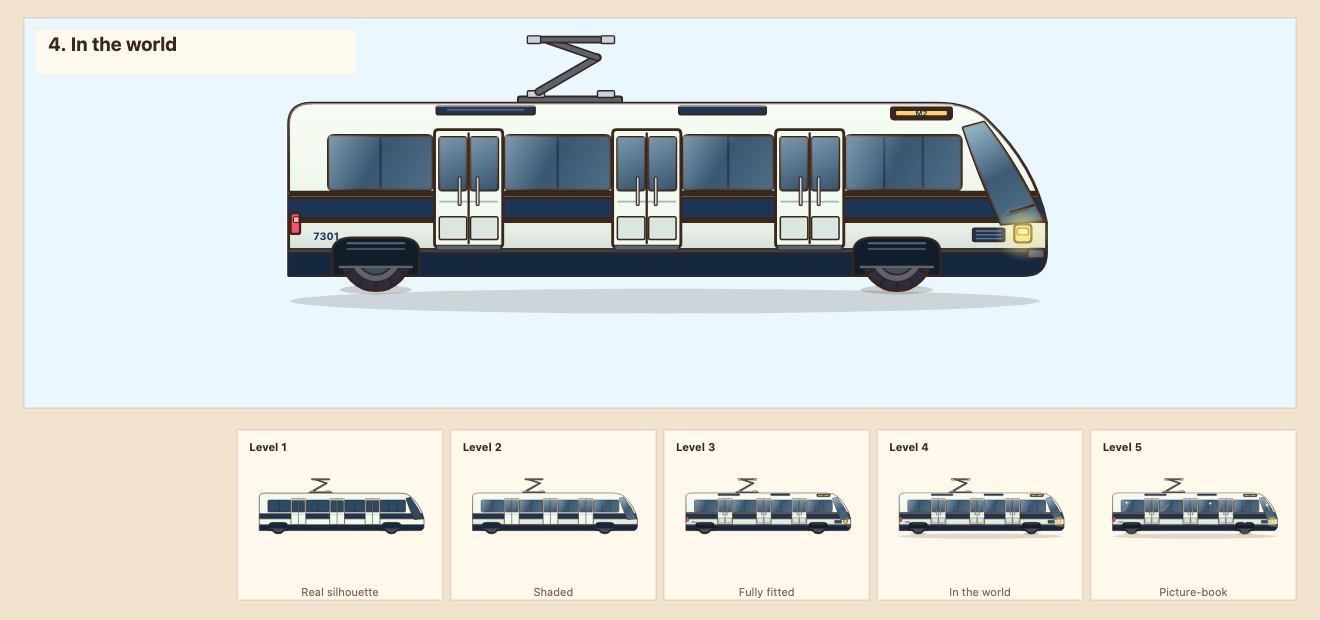 4. In the world
M2
7301
Level 1
Level 2
Level 3
Level 4
Level 5
Real silhouette
Shaded
Fully fitted
In the world
Picture-book